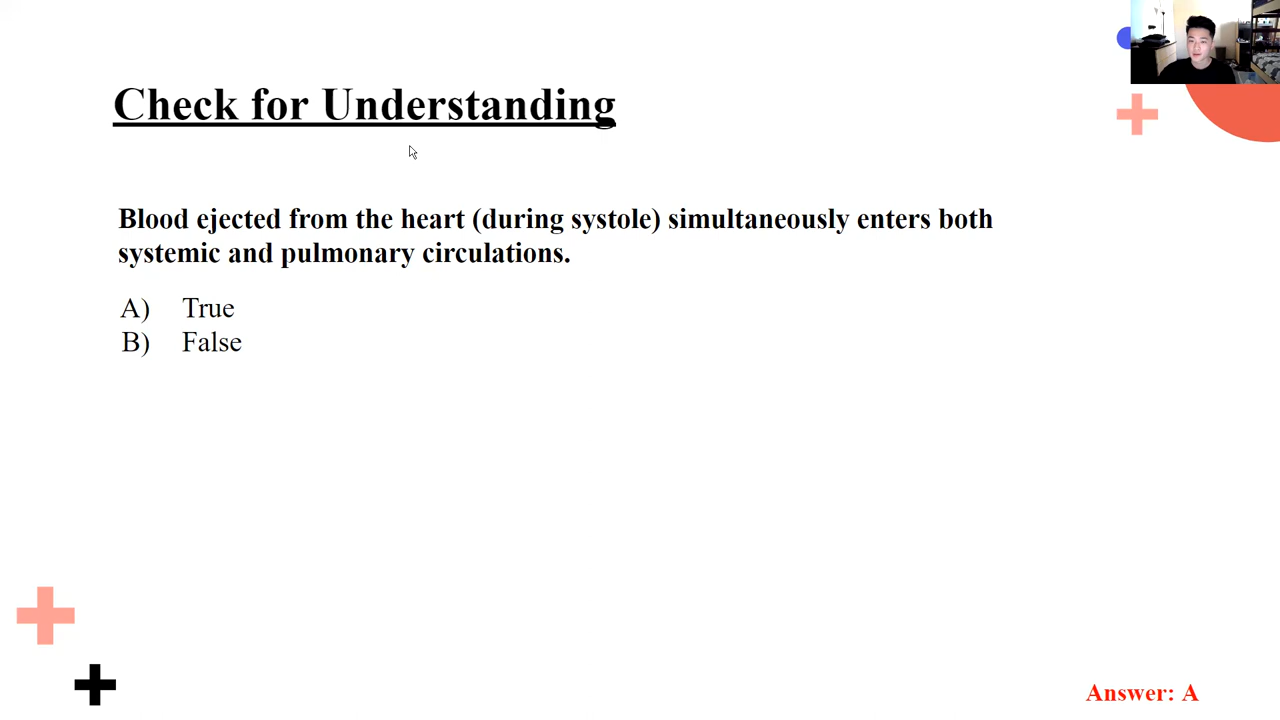 Check for Understanding
Blood ejected from the heart (during systole) simultaneously enters both
systemic and pulmonary circulations.
A) True
B) False
Answer: A